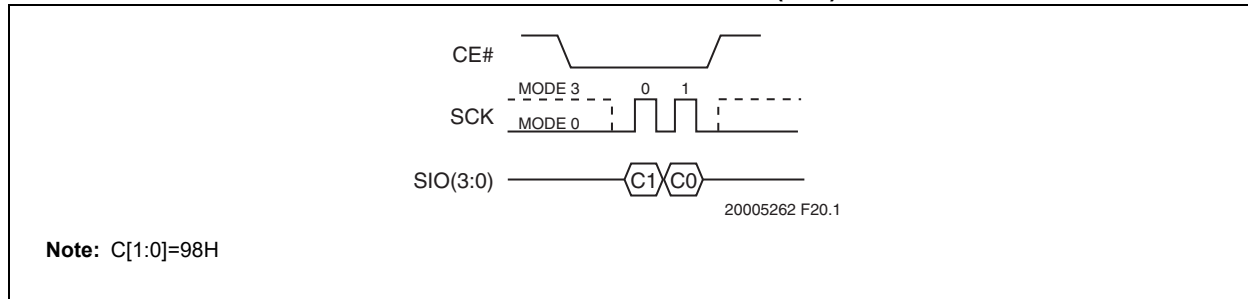 CE#
MODE 3 0 1
SCK
MODE 0
SIO(3:0) C1 C0
20005262 F20.1
Note: C[1:0]=98H